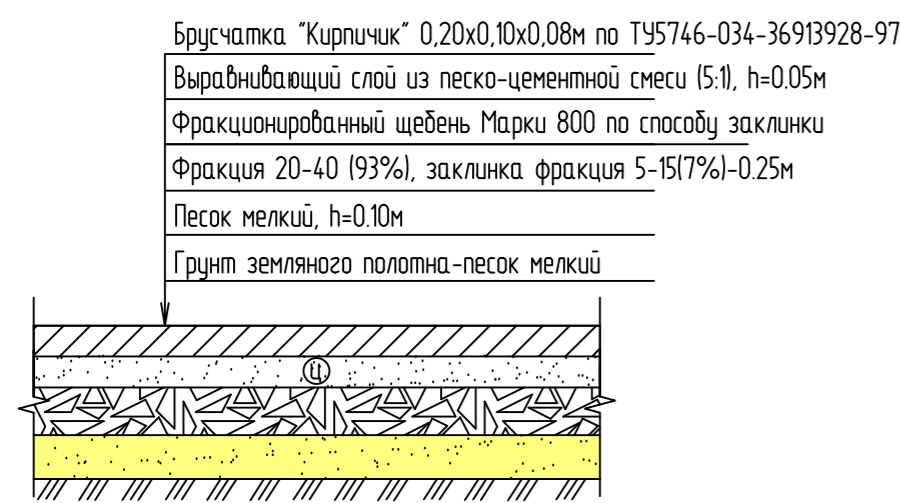 Брусчатка "Кирпичик" 0,20х0,10х0,08м по ТУ5746-034-36913928-97
Выравнивающий слой из песко-цементной смеси (5:1), h=0.05м
Фракционированный щебень Марки 800 по способу заклинки
Фракция 20-40 (93%), заклинка фракция 5-15(7%)-0.25м
Песок мелкий, h=0.10м
Грунт земляного полотна-песок мелкий
Ц